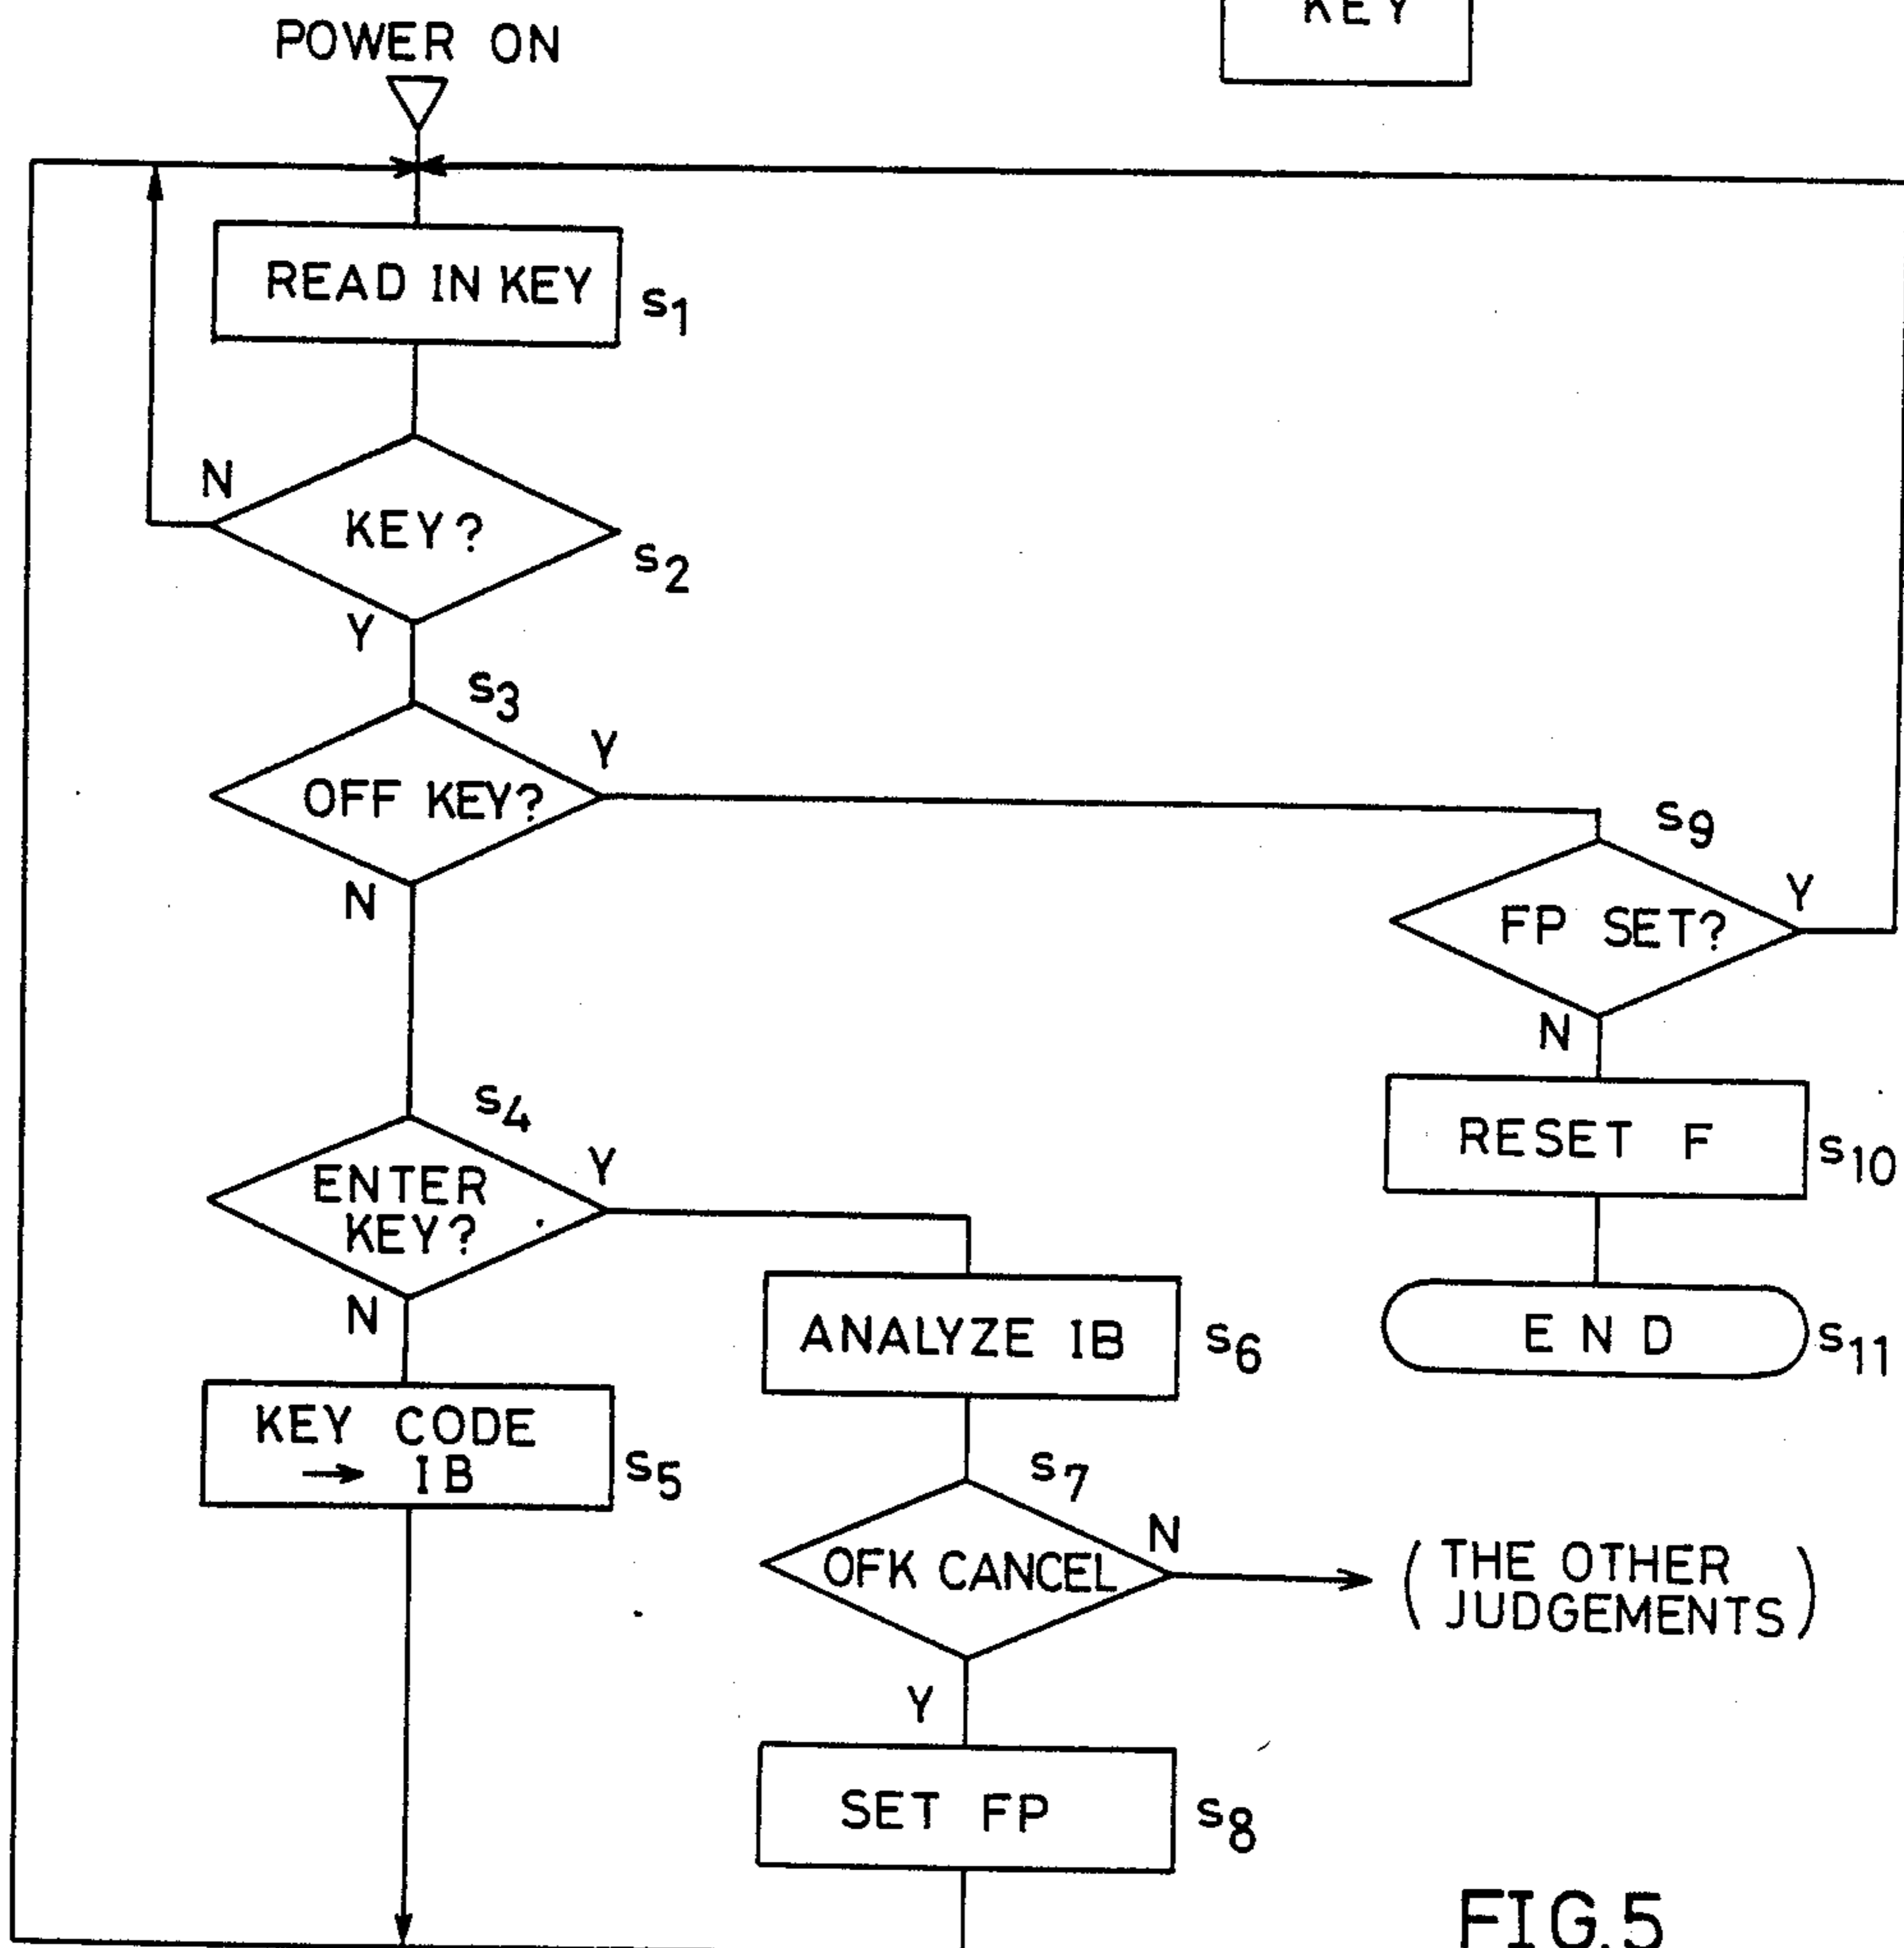 KEY
POWER ON
READ IN KEY
S1
N
KEY?
S2
Y
S3
Y
OFF KEY?
N
S9
Y
FP SET?
N
RESET F
S10
END
S11
S4
Y
ENTER
KEY?
N
KEY CODE
→ IB
S5
ANALYZE IB
S6
S7
N
OFK CANCEL
(THE OTHER
JUDGEMENTS)
Y
SET FP
S8
FIG.5